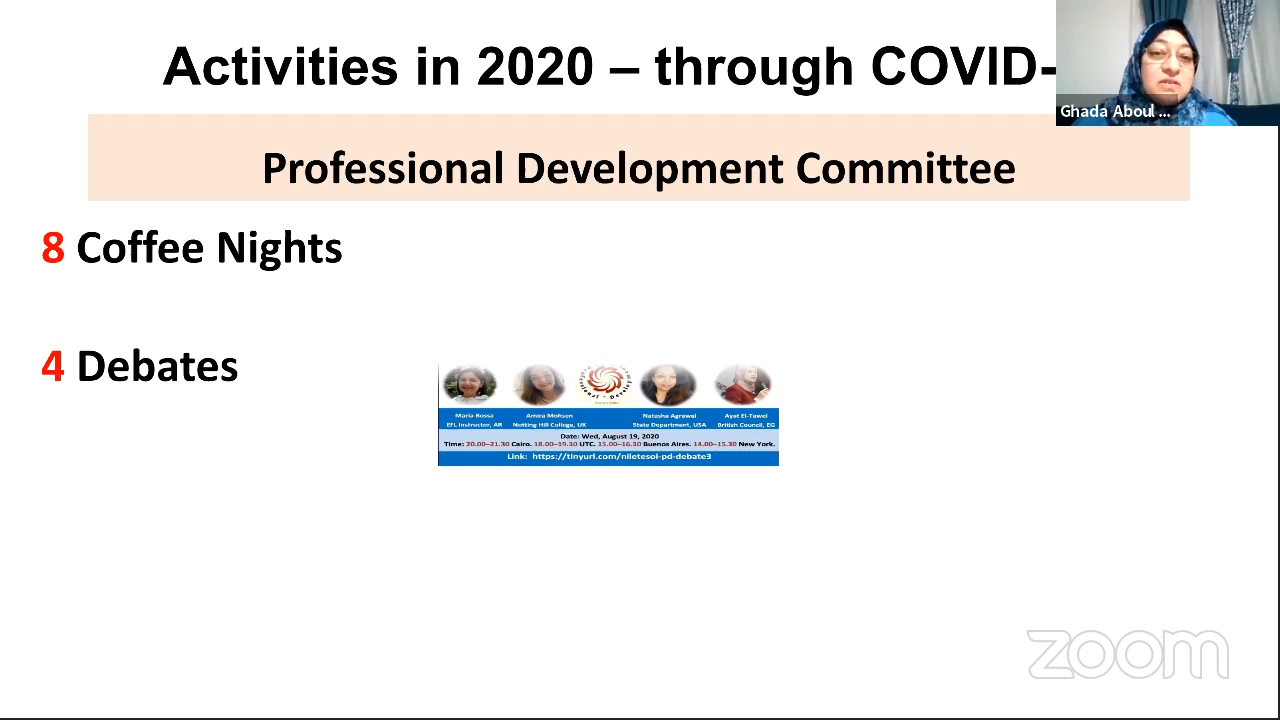 Activities in 2020 – through COVID-
Ghada Aboul ...
Professional Development Committee
8 Coffee Nights
4 Debates
Maria Bossa
Amira Mohsen
Natasha Agrawal
Ayat El-Tawel
EFL Instructor, AR
Notting Hill College, UK
State Department, USA
British Council, EG
Date: Wed, August 19, 2020
Time: 20.00–21.30 Cairo. 18.00–19.30 UTC. 15.00–16.30 Buenos Aires. 14.00–15.30 New York.
Link: https://tinyurl.com/niletesol-pd-debate3
zoom